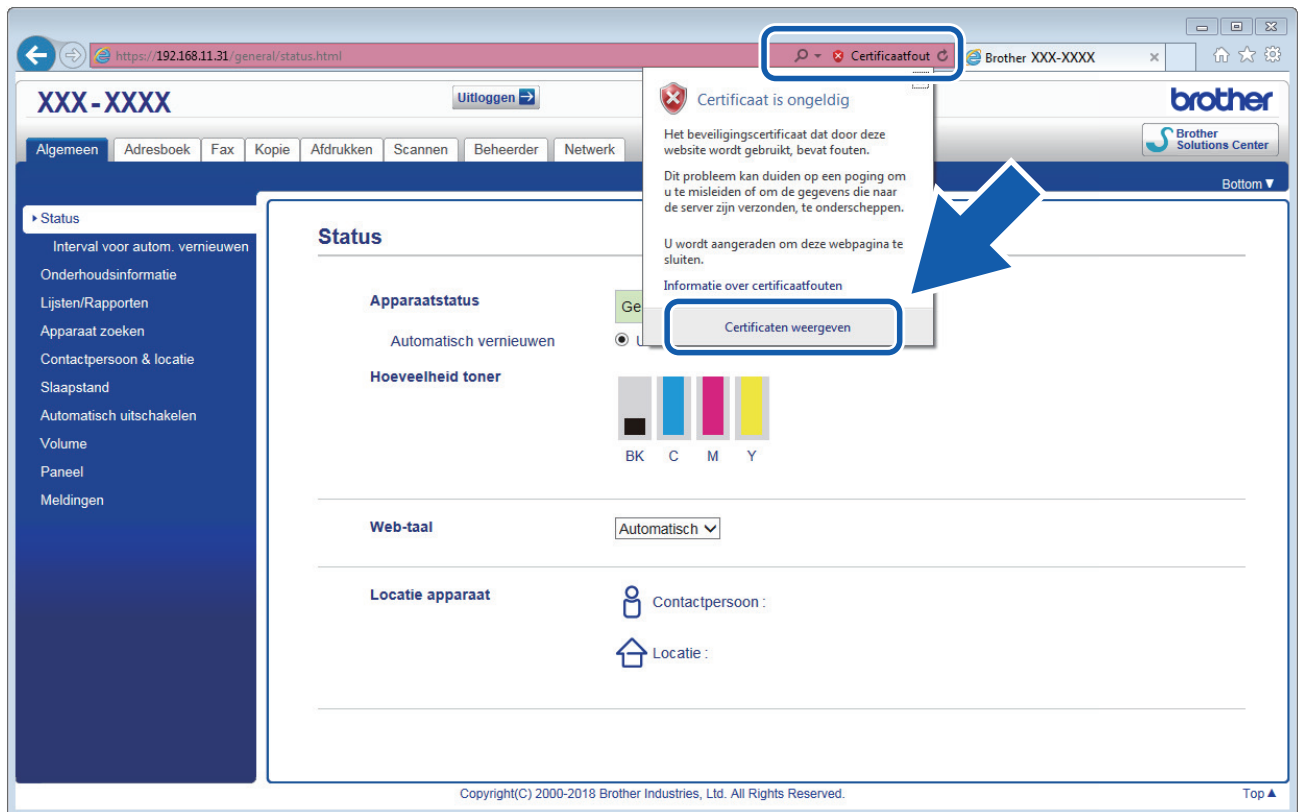 https://192.168.11.31/general/status.html
Certificaatfout
Brother XXX-XXXX
XXX-XXXX
Uitloggen
brother
Brother
Solutions Center
Algemeen
Adresboek
Fax
Kopie
Afdrukken
Scannen
Beheerder
Netwerk
Bottom▼
Certificaat is ongeldig
Het beveiligingscertificaat dat door deze
website wordt gebruikt, bevat fouten.
Dit probleem kan duiden op een poging om
u te misleiden of om de gegevens die naar
de server zijn verzonden, te onderscheppen.
U wordt aangeraden om deze webpagina te
sluiten.
Informatie over certificaatfouten
Certificaten weergeven
Status
Interval voor autom. vernieuwen
Onderhoudsinformatie
Lijsten/Rapporten
Apparaat zoeken
Contactpersoon & locatie
Slaapstand
Automatisch uitschakelen
Volume
Paneel
Meldingen
Status
Apparaatstatus
Automatisch vernieuwen
Hoeveelheid toner
BK C M Y
Web-taal
Automatisch
Locatie apparaat
Contactpersoon :
Locatie :
Copyright(C) 2000-2018 Brother Industries, Ltd. All Rights Reserved.
Top▲